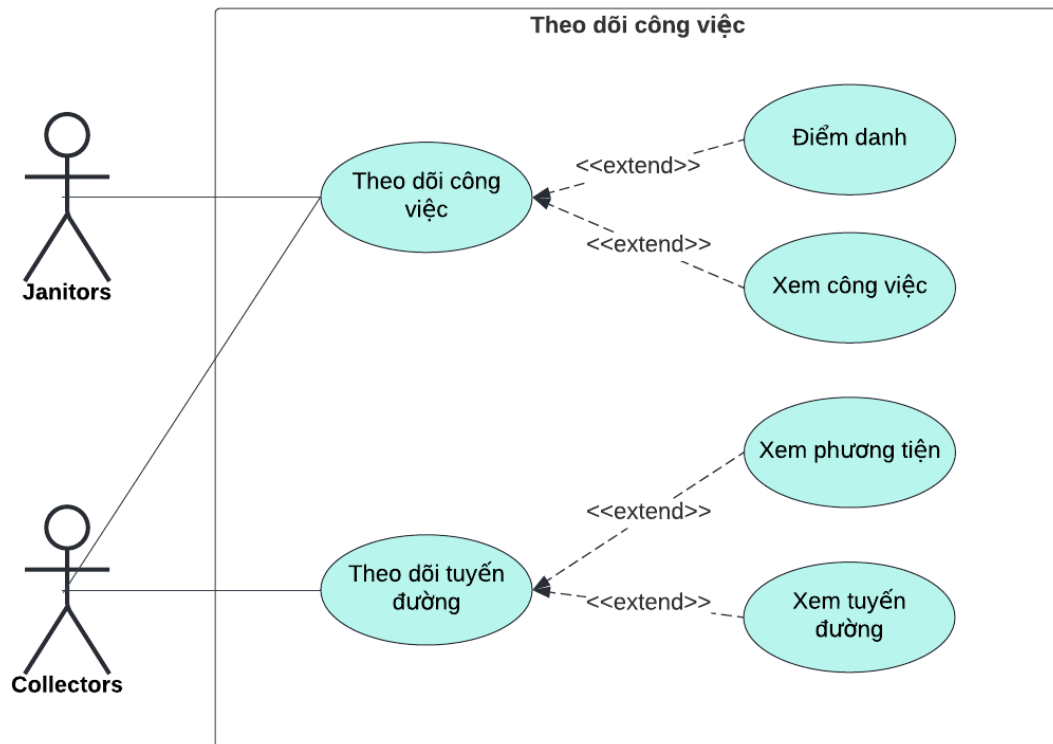 Theo dõi công việc
Điểm danh
<<extend>>
Theo dõi công
việc
<<extend>>
Xem công việc
Janitors
Xem phương tiện
<<extend>>
Theo dõi tuyến
đường
<<extend>>
Xem tuyến
đường
Collectors